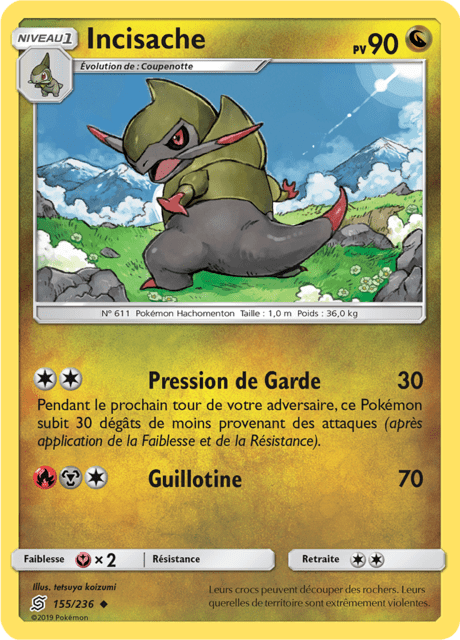 NIVEAU 1
Incisache
PV 90
Évolution de : Coupenotte
N° 611 Pokémon Hachomenton Taille : 1,0 m Poids : 36,0 kg
Pression de Garde 30
Pendant le prochain tour de votre adversaire, ce Pokémon
subit 30 dégâts de moins provenant des attaques (après
application de la Faiblesse et de la Résistance).
Guillotine 70
Faiblesse × 2 Résistance Retraite
Illus. tetsuya koizumi
155/236
©2019 Pokémon
Leurs crocs peuvent découper des rochers. Leurs
querelles de territoire sont extrêmement violentes.